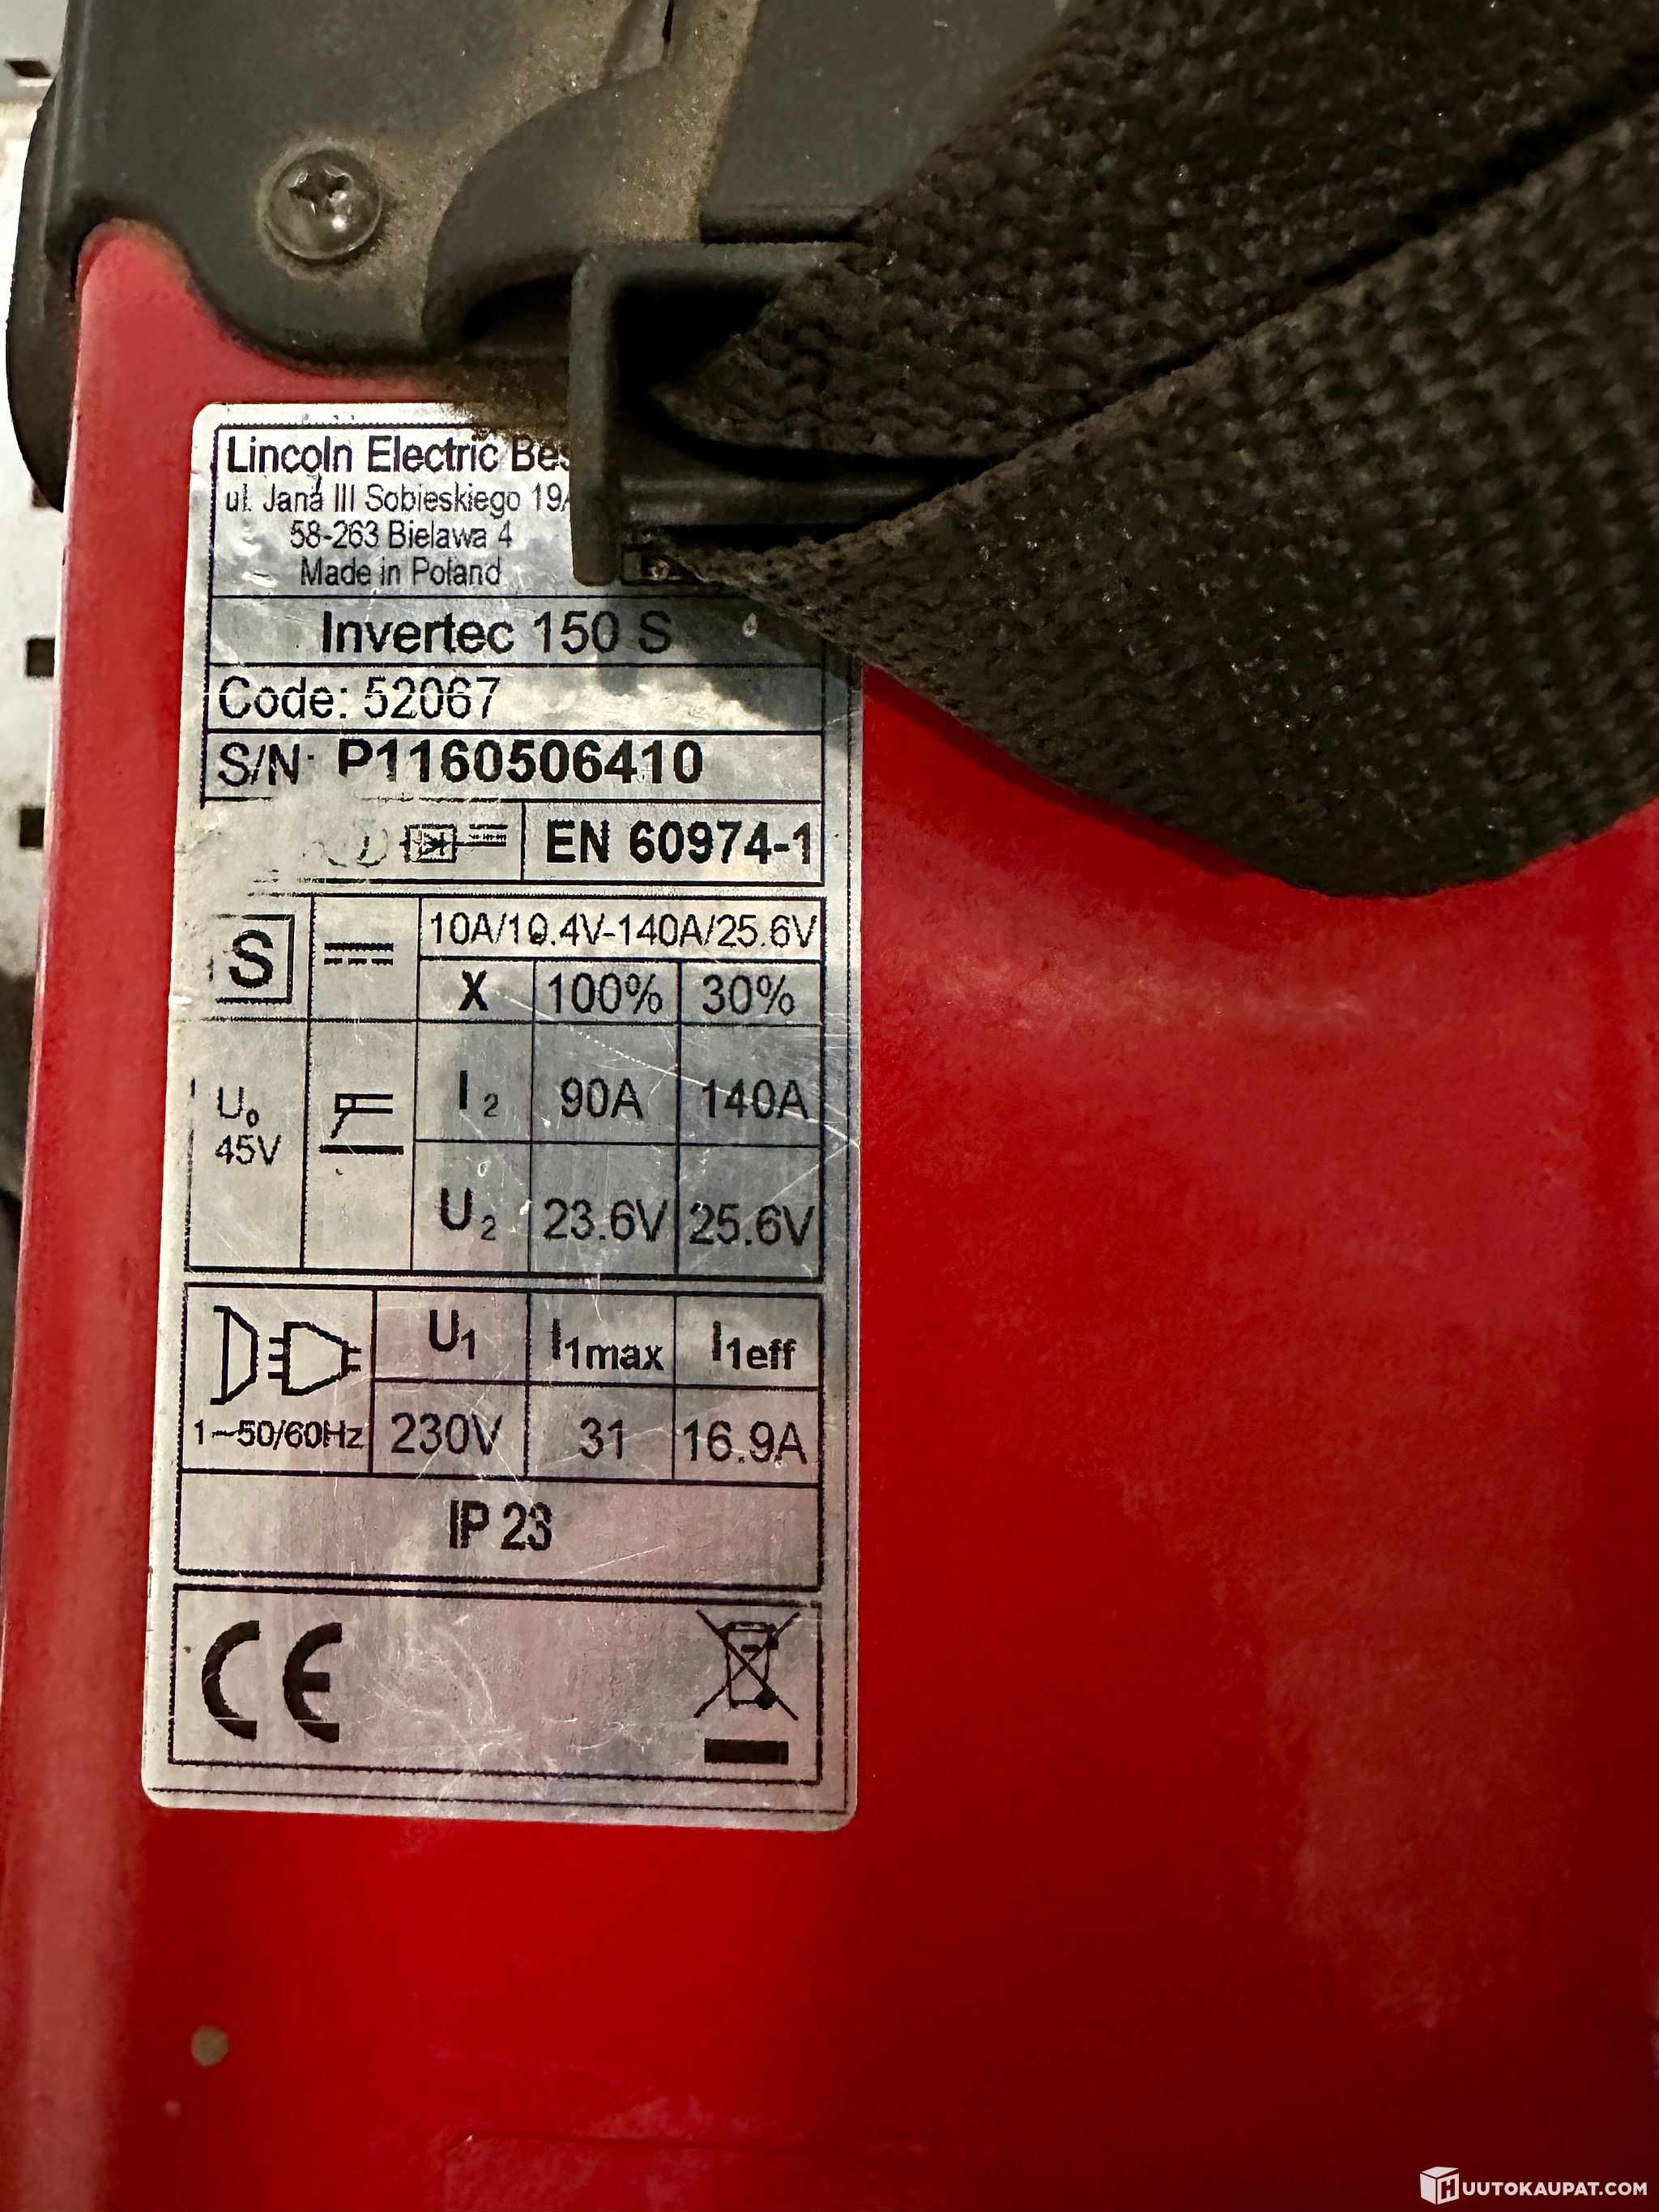 Lincoln Electric
ul. Jana III Sobieskiego
58-263 Bielawa 4
Made in Poland
Invertec 150 S
Code: 52067
S/N: P1160506410
EN 60974-1
S
10A/10.4V-140A/25.6V
X 100% 30%
U₀ 45V
I₂ 90A 140A
U₂ 23.6V 25.6V
1~50/60Hz
U₁ I₁max I₁eff
230V 31 16.9A
IP 23
CE
HUUTOKAUPAT.COM